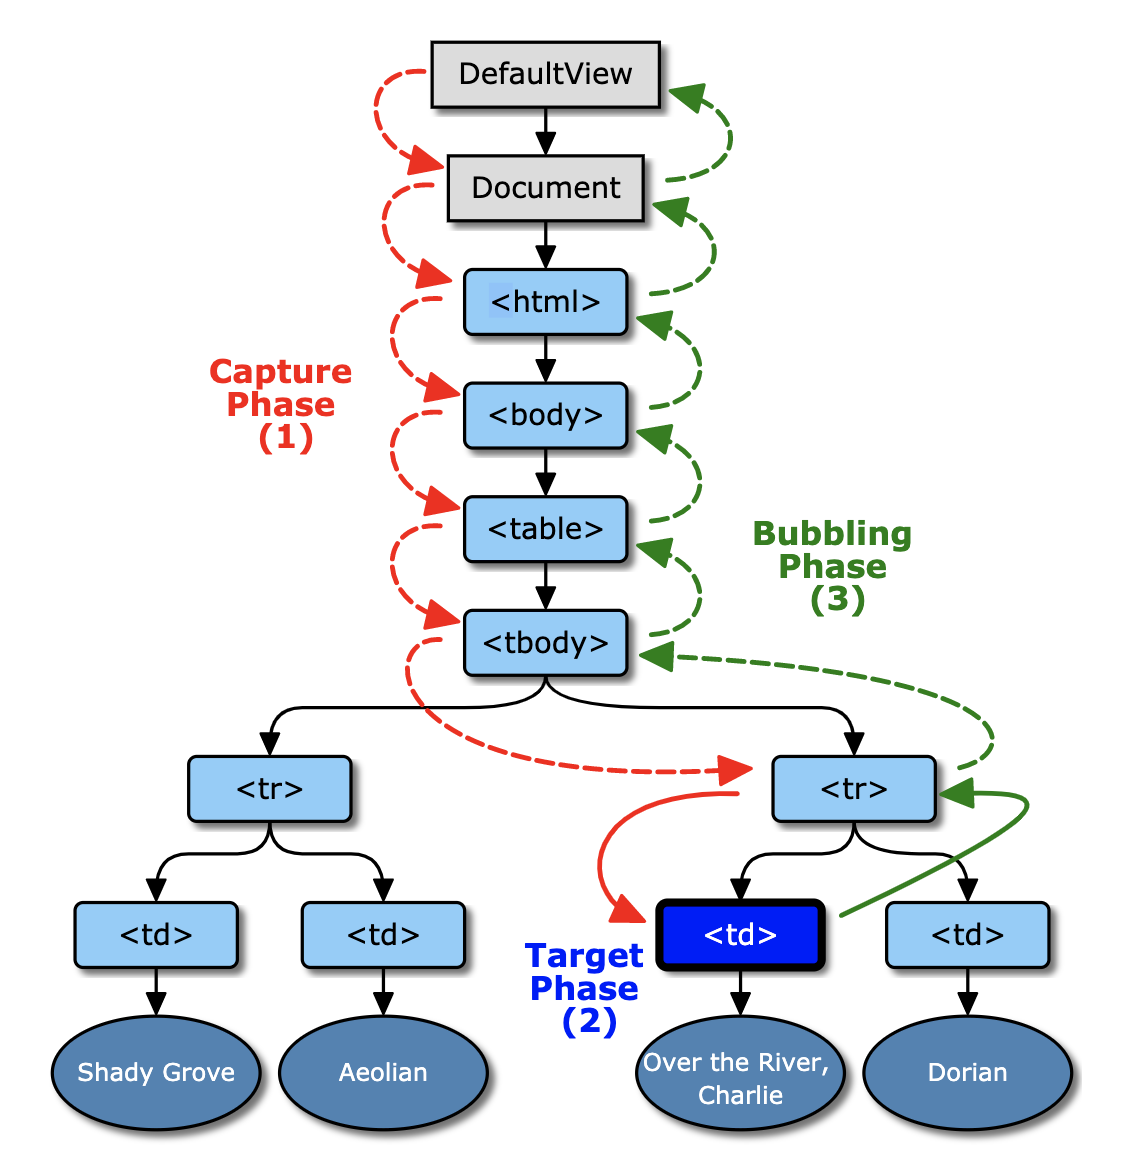 DefaultView
Document
<html>
Capture
Phase
(1)
<body>
<table>
Bubbling
Phase
(3)
<tbody>
<tr>
<tr>
<td>
<td>
<td>
<td>
Target
Phase
(2)
Shady Grove
Aeolian
Over the River,
Charlie
Dorian